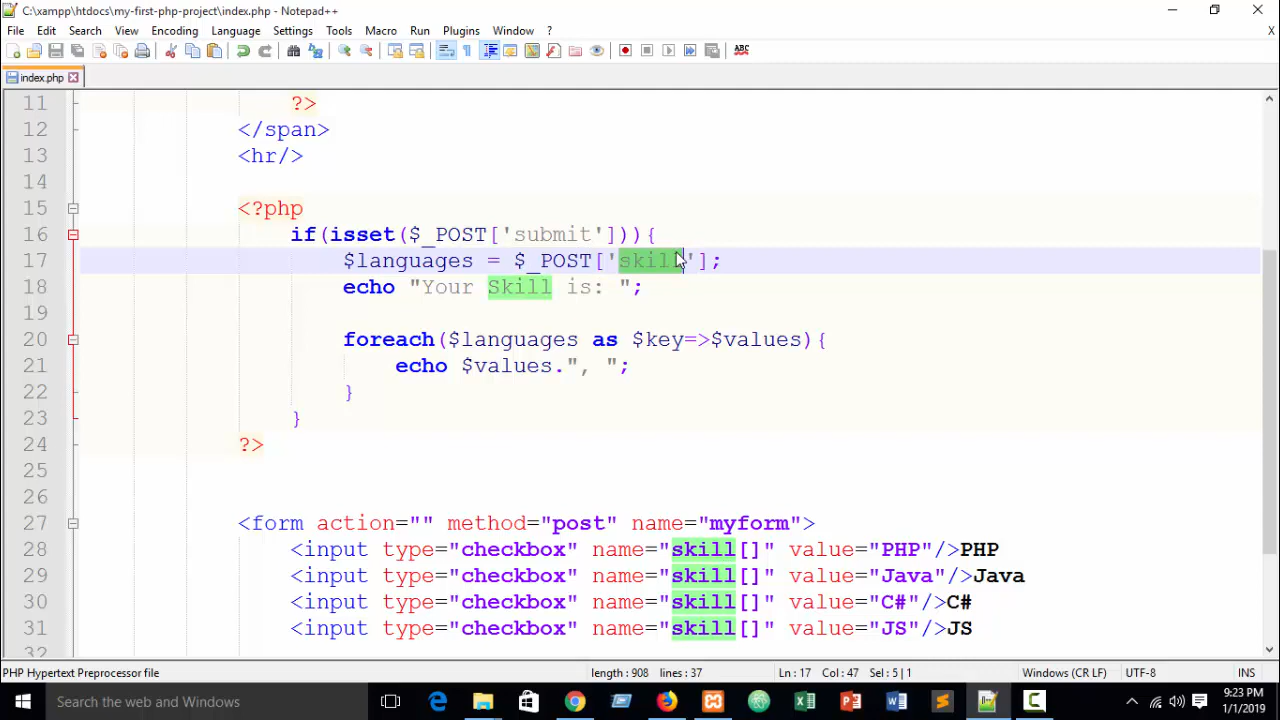 C:\xampp\htdocs\my-first-php-project\index.php - Notepad++
File Edit Search View Encoding Language Settings Tools Macro Run Plugins Window ? X
ABC
index.php
11 ?>
12 </span>
13 <hr/>
14
15 <?php
16 if(isset($_POST['submit'])){
17 $languages = $_POST['skill'];
18 echo "Your Skill is: ";
19
20 foreach($languages as $key=>$values){
21 echo $values.", ";
22 }
23 }
24 ?>
25
26
27 <form action="" method="post" name="myform">
28 <input type="checkbox" name="skill[]" value="PHP"/>PHP
29 <input type="checkbox" name="skill[]" value="Java"/>Java
30 <input type="checkbox" name="skill[]" value="C#"/>C#
31 <input type="checkbox" name="skill[]" value="JS"/>JS
32
PHP Hypertext Preprocessor file length : 908 lines : 37 Ln : 17 Col : 47 Sel : 5 | 1 Windows (CR LF) UTF-8 INS
Search the web and Windows
9:23 PM
1/1/2019